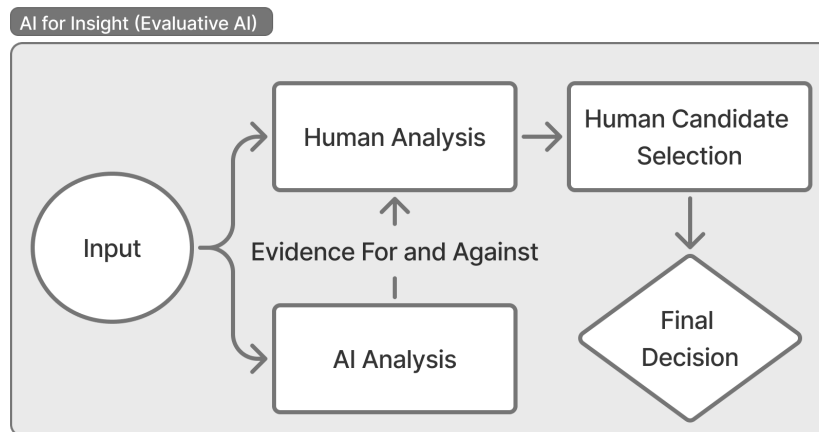 AI for Insight (Evaluative AI)
Human Analysis
Human Candidate
Selection
Input
Evidence For and Against
AI Analysis
Final
Decision